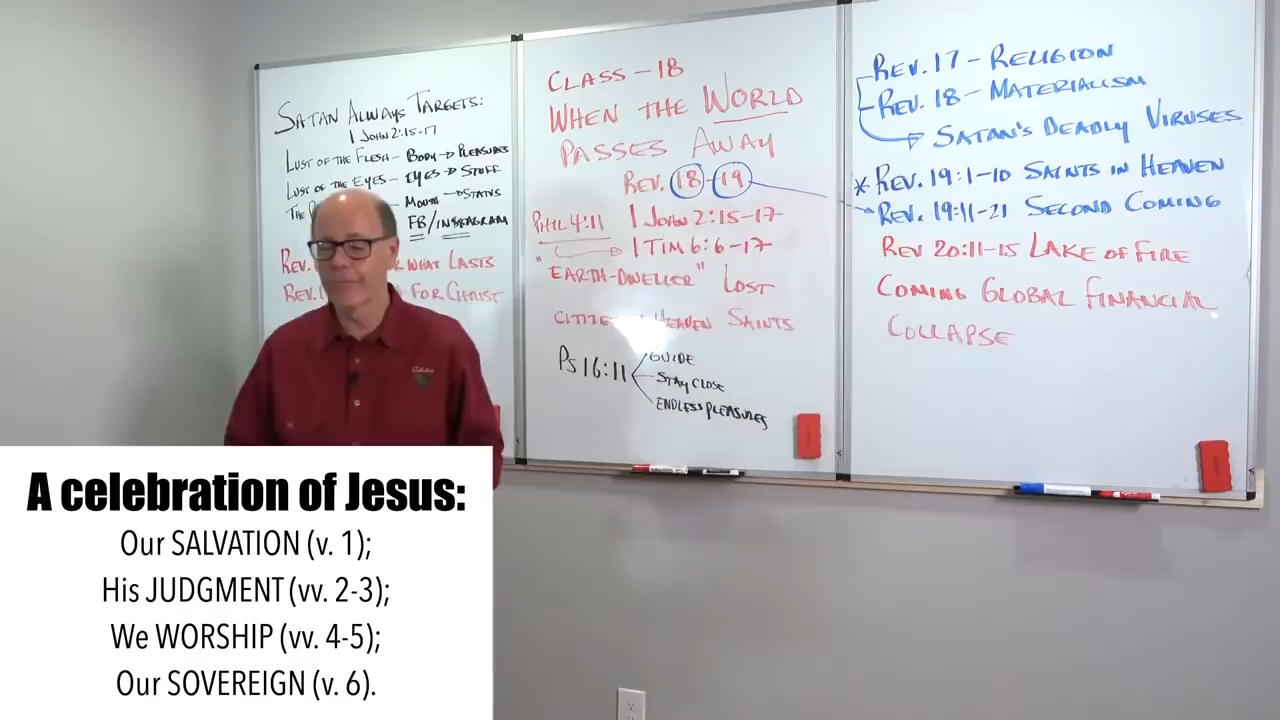 SATAN ALWAYS TARGETS:
1 JOHN 2:15-17
LUST OF THE FLESH – BODY → PLEASURES
LUST OF THE EYES – EYES → STUFF
THE – MOUTH → STATUS
FB/INSTAGRAM
REV. WHAT LASTS
REV. FOR CHRIST
CLASS – 18
WHEN THE WORLD
PASSES AWAY
REV. 18-19
PHIL 4:11 1 JOHN 2:15-17
" 1 TIM 6:6-17
EARTH-DWELLER" LOST
HEAVEN SAINTS
PS 16:11
GUIDE
STAY CLOSE
ENDLESS PLEASURES
REV. 17 – RELIGION
REV. 18 – MATERIALISM
→ SATAN'S DEADLY VIRUSES
* REV. 19:1-10 SAINTS IN HEAVEN
REV. 19:11-21 SECOND COMING
REV 20:11-15 LAKE OF FIRE
COMING GLOBAL FINANCIAL
COLLAPSE
A celebration of Jesus:
Our SALVATION (v. 1);
His JUDGMENT (vv. 2-3);
We WORSHIP (vv. 4-5);
Our SOVEREIGN (v. 6).